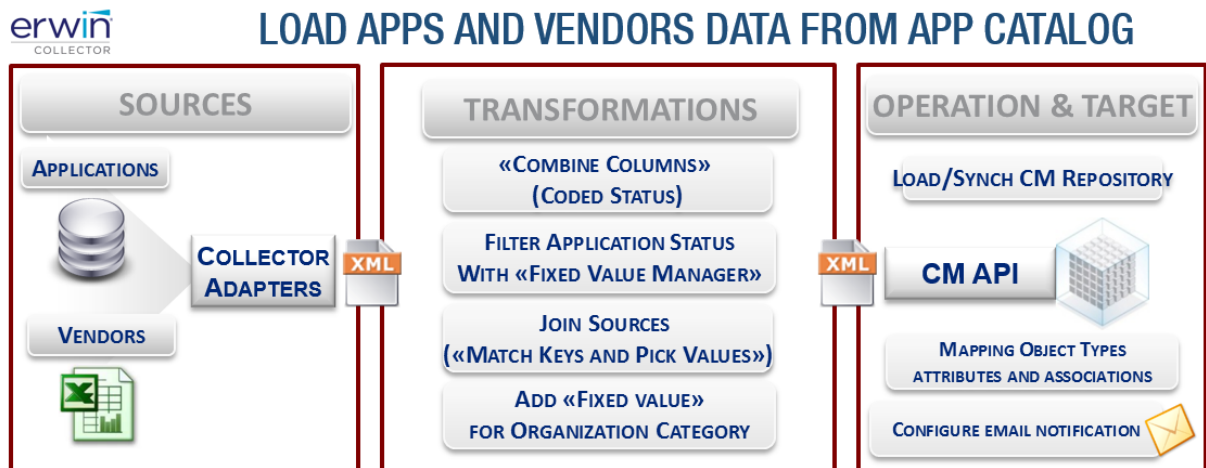 erwin
COLLECTOR
LOAD APPS AND VENDORS DATA FROM APP CATALOG
SOURCES
APPLICATIONS
COLLECTOR
ADAPTERS
VENDORS
XML
TRANSFORMATIONS
«COMBINE COLUMNS»
(CODED STATUS)
FILTER APPLICATION STATUS
WITH «FIXED VALUE MANAGER»
JOIN SOURCES
(«MATCH KEYS AND PICK VALUES»)
ADD «FIXED VALUE»
FOR ORGANIZATION CATEGORY
XML
OPERATION & TARGET
LOAD/SYNCH CM REPOSITORY
CM API
MAPPING OBJECT TYPES
ATTRIBUTES AND ASSOCIATIONS
CONFIGURE EMAIL NOTIFICATION